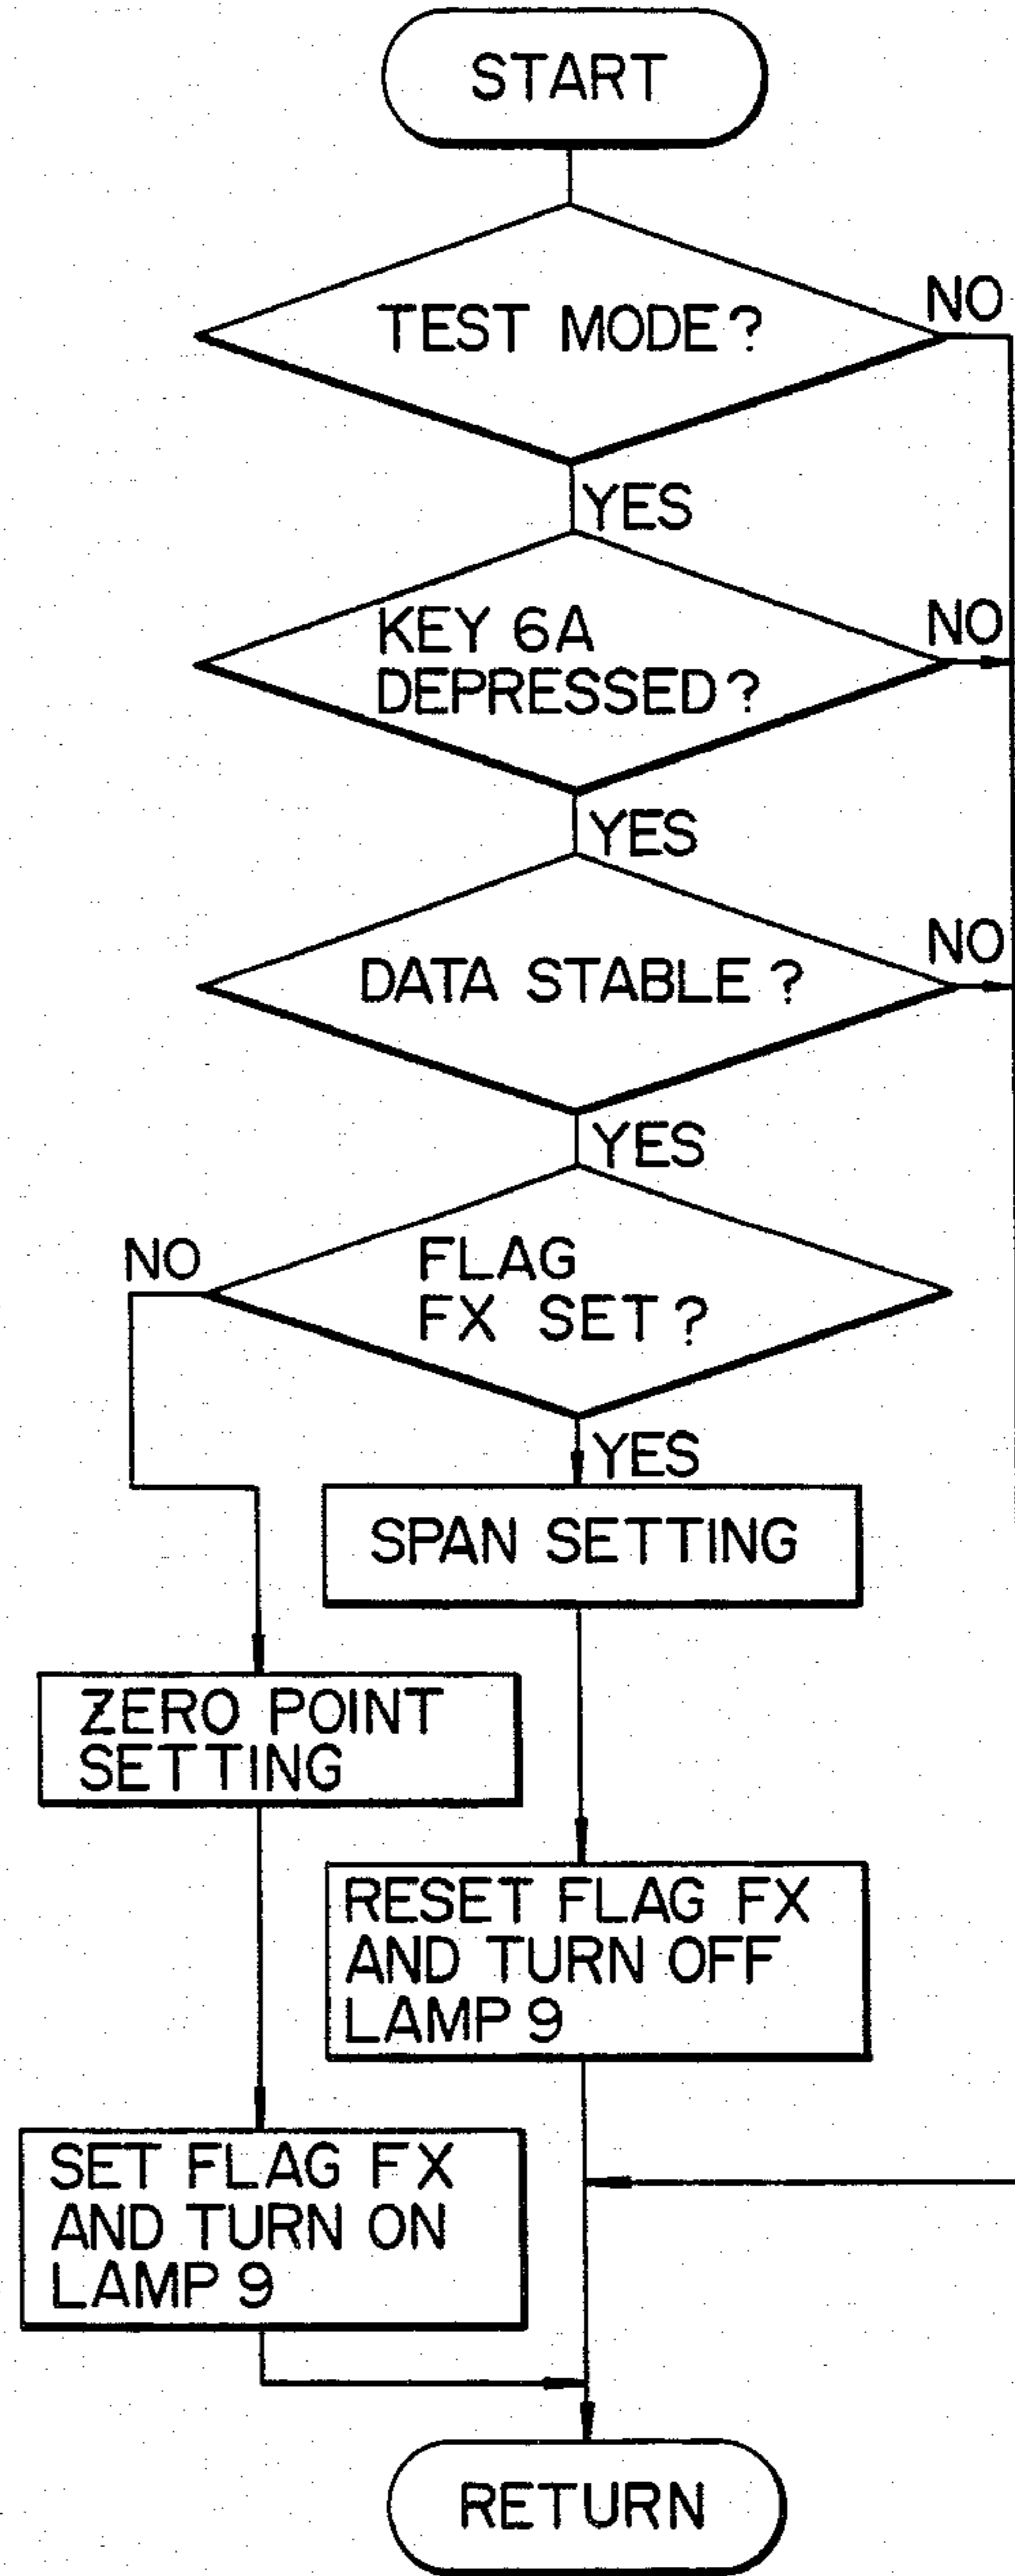 START
TEST MODE?
NO
YES
KEY 6A
DEPRESSED?
NO
YES
DATA STABLE?
NO
YES
FLAG
FX SET?
NO
YES
SPAN SETTING
ZERO POINT
SETTING
RESET FLAG FX
AND TURN OFF
LAMP 9
SET FLAG FX
AND TURN ON
LAMP 9
RETURN